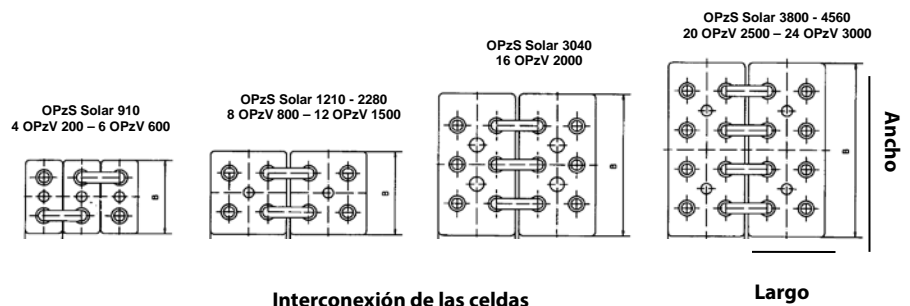 OPzS Solar 910
4 OPzV 200 – 6 OPzV 600
OPzS Solar 1210 - 2280
8 OPzV 800 – 12 OPzV 1500
OPzS Solar 3040
16 OPzV 2000
OPzS Solar 3800 - 4560
20 OPzV 2500 – 24 OPzV 3000
B
B
B
B
Ancho
Largo
Interconexión de las celdas